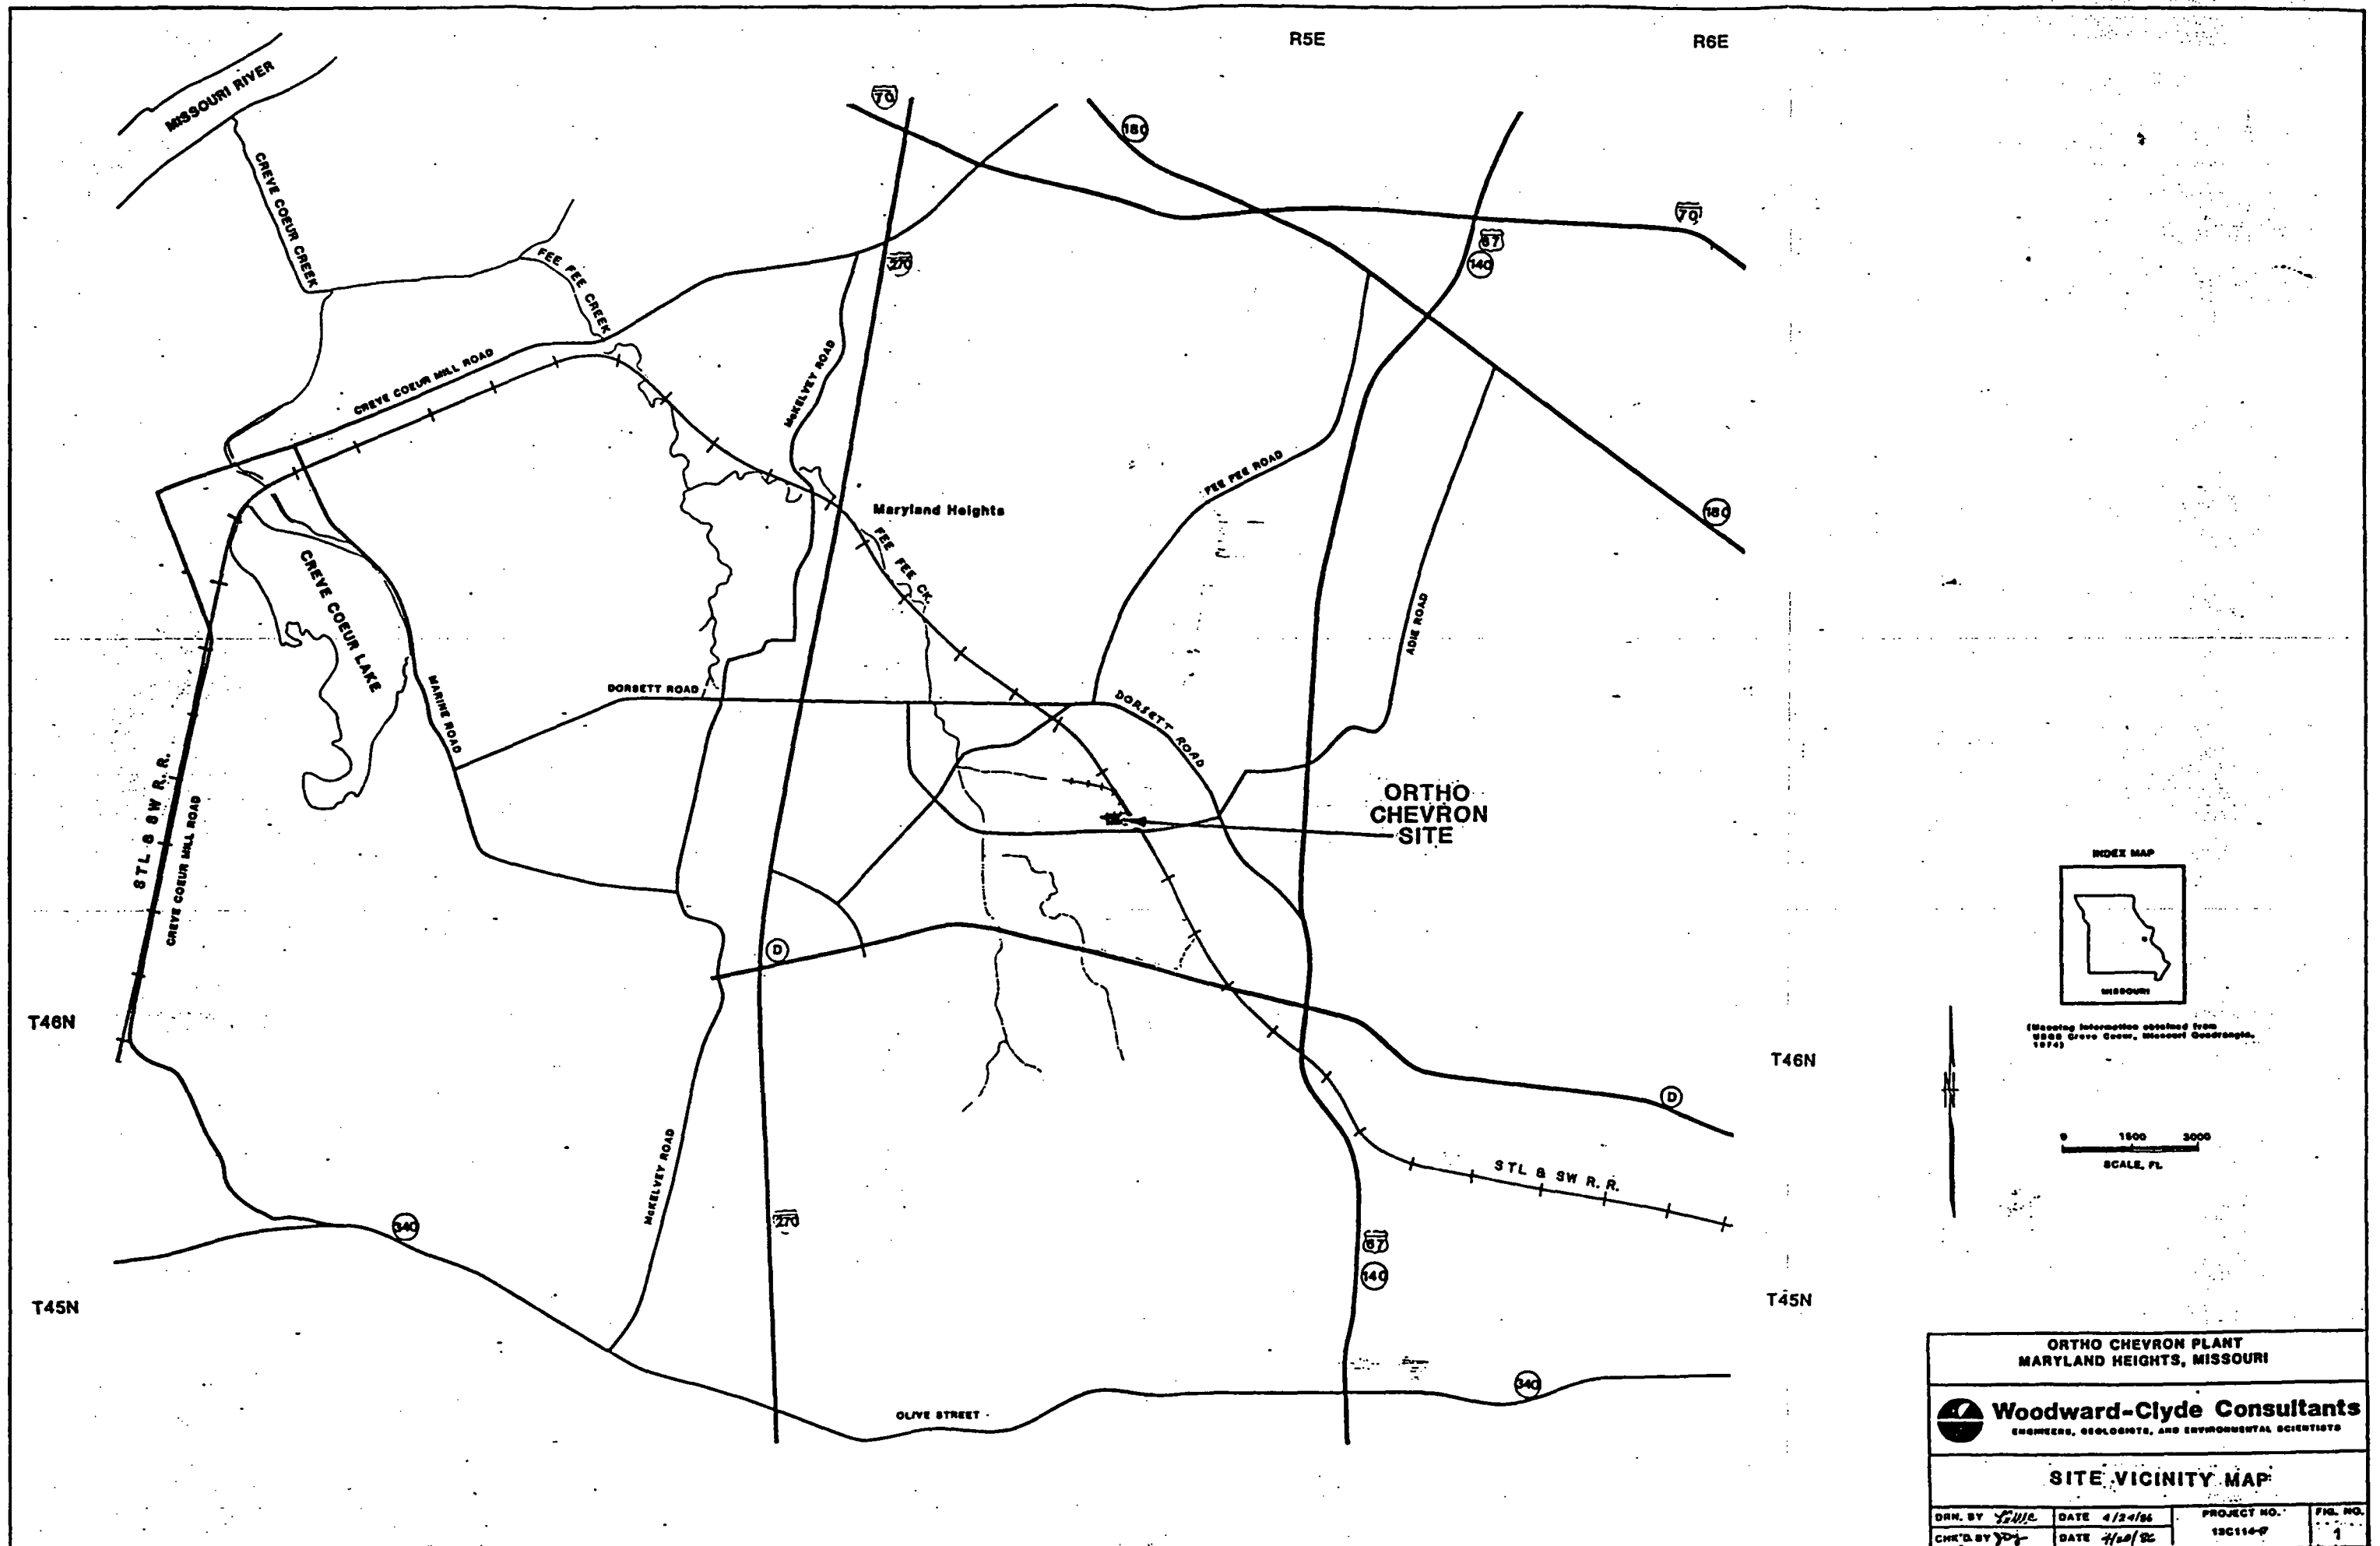 R5E
R6E
MISSOURI RIVER
70
180
CREVE COEUR CREEK
70
67
140
FEE FEE CREEK
270
CREVE COEUR MILL ROAD
McKELVEY ROAD
FEE FEE ROAD
180
Maryland Heights
FEE FEE CK.
CREVE COEUR LAKE
ADIE ROAD
MARINE ROAD
DORSETT ROAD
DORSETT ROAD
STL & SW R. R.
CREVE COEUR MILL ROAD
ORTHO
CHEVRON
SITE
INDEX MAP
MISSOURI
D
T46N
T46N
1974)
D
0 1500 3000
SCALE, Ft.
McKELVEY ROAD
STL & SW R. R.
340
270
67
140
T45N
T45N
340
OLIVE STREET
ORTHO CHEVRON PLANT
MARYLAND HEIGHTS, MISSOURI
Woodward-Clyde Consultants
ENGINEERS, GEOLOGISTS, AND ENVIRONMENTAL SCIENTISTS
SITE VICINITY MAP
DRN. BY DATE 4/24/86 PROJECT NO. FIG. NO.
CHK'D. BY DATE 1